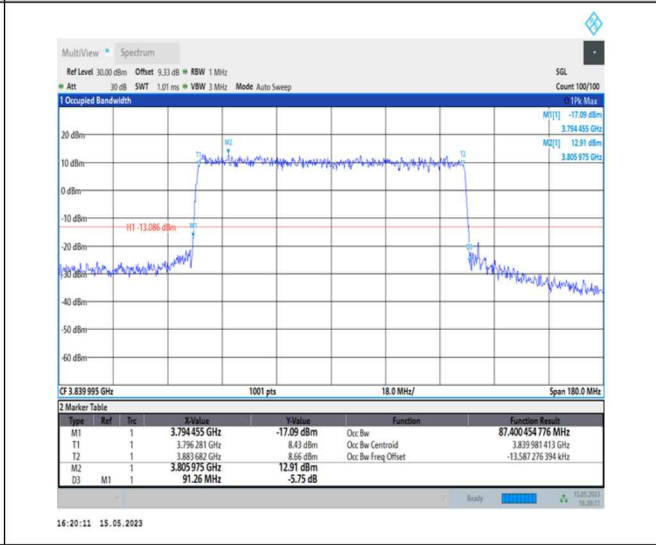 MultiView Spectrum
Ref Level 30.00 dBm Offset 9.33 dB RBW 1 MHz SGL
Att 30 dB SWT 1.01 ms VBW 3 MHz Mode Auto Sweep Count 100/100
1 Occupied Bandwidth 1Pk Max
M1[1] -17.09 dBm
3.794 455 GHz
M2[1] 12.91 dBm
3.805 975 GHz
20 dBm
M2
T1 T2
10 dBm
0 dBm
-10 dBm
H1 -13.086 dBm M1
-20 dBm
D3
-30 dBm
-40 dBm
-50 dBm
-60 dBm
CF 3.839 995 GHz 1001 pts 18.0 MHz/ Span 180.0 MHz
2 Marker Table
Type Ref Trc X-Value Y-Value Function Function Result
M1 1 3.794 455 GHz -17.09 dBm Occ Bw 87.400 454 776 MHz
T1 1 3.796 281 GHz 8.43 dBm Occ Bw Centroid 3.839 981 413 GHz
T2 1 3.883 682 GHz 8.66 dBm Occ Bw Freq Offset -13.587 276 394 kHz
M2 1 3.805 975 GHz 12.91 dBm
D3 M1 1 91.26 MHz -5.75 dB
Ready 15.05.2023
16:20:11
16:20:11 15.05.2023